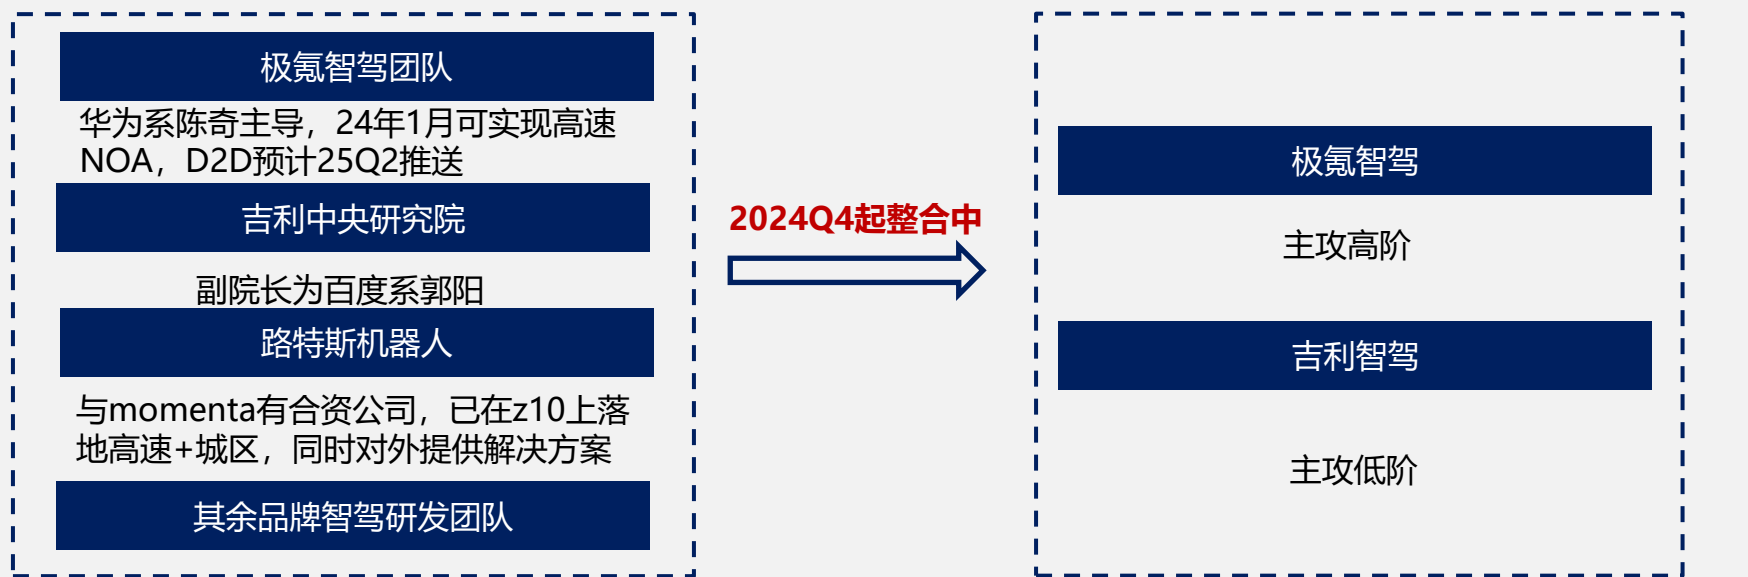 极氪智驾团队
华为系陈奇主导，24年1月可实现高速
NOA，D2D预计25Q2推送
吉利中央研究院
副院长为百度系郭阳
路特斯机器人
与momenta有合资公司，已在z10上落
地高速+城区，同时对外提供解决方案
其余品牌智驾研发团队
2024Q4起整合中
极氪智驾
主攻高阶
吉利智驾
主攻低阶